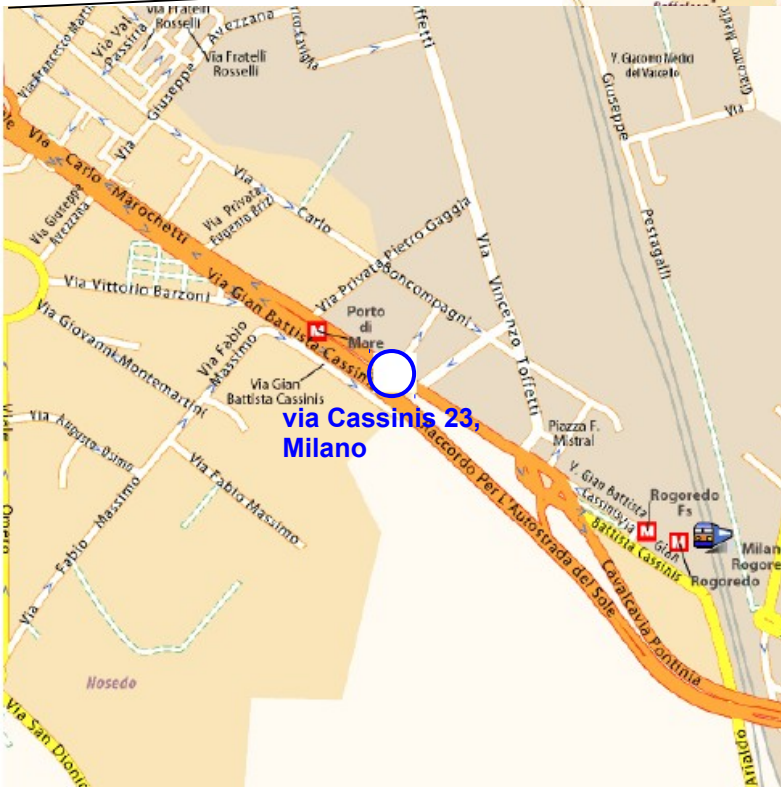 Via Fratelli
Rosselli
Via Val
Passiria
Avezzana
Giuseppe
Via
Via Fratelli
Rosselli
Toffetti
V. Giacomo Medici
del Vascello
Giuseppe
Via
Via Carlo Marochetti
Via Giuseppe
Avezzana
Via Privata
Eugenio Brizi
Via Carlo Boncompagni
Via Privata Pietro Gaggia
Via Vincenzo Toffetti
Pestagalli
Via Vittorio Barzoni
Via Gian Battista Cassinis
Porto
di
Mare
M
Via Giovanni Montemartini
Via Fabio
Massimo
Via Gian
Battista Cassinis
via Cassinis 23,
Milano
Viale Omero
Via Augusto Osimo
Via Fabio Massimo
Via Fabio Massimo
Raccordo Per L'Autostrada del Sole
Piazza F.
Mistral
V. Gian Battista
Cassinis
Via Gian
Battista Cassinis
Rogoredo
Fs
M
M
Milan
Rogore
Rogoredo
Cavalcavia Pontinia
Nosedo
Via San Dionig
Arialdo